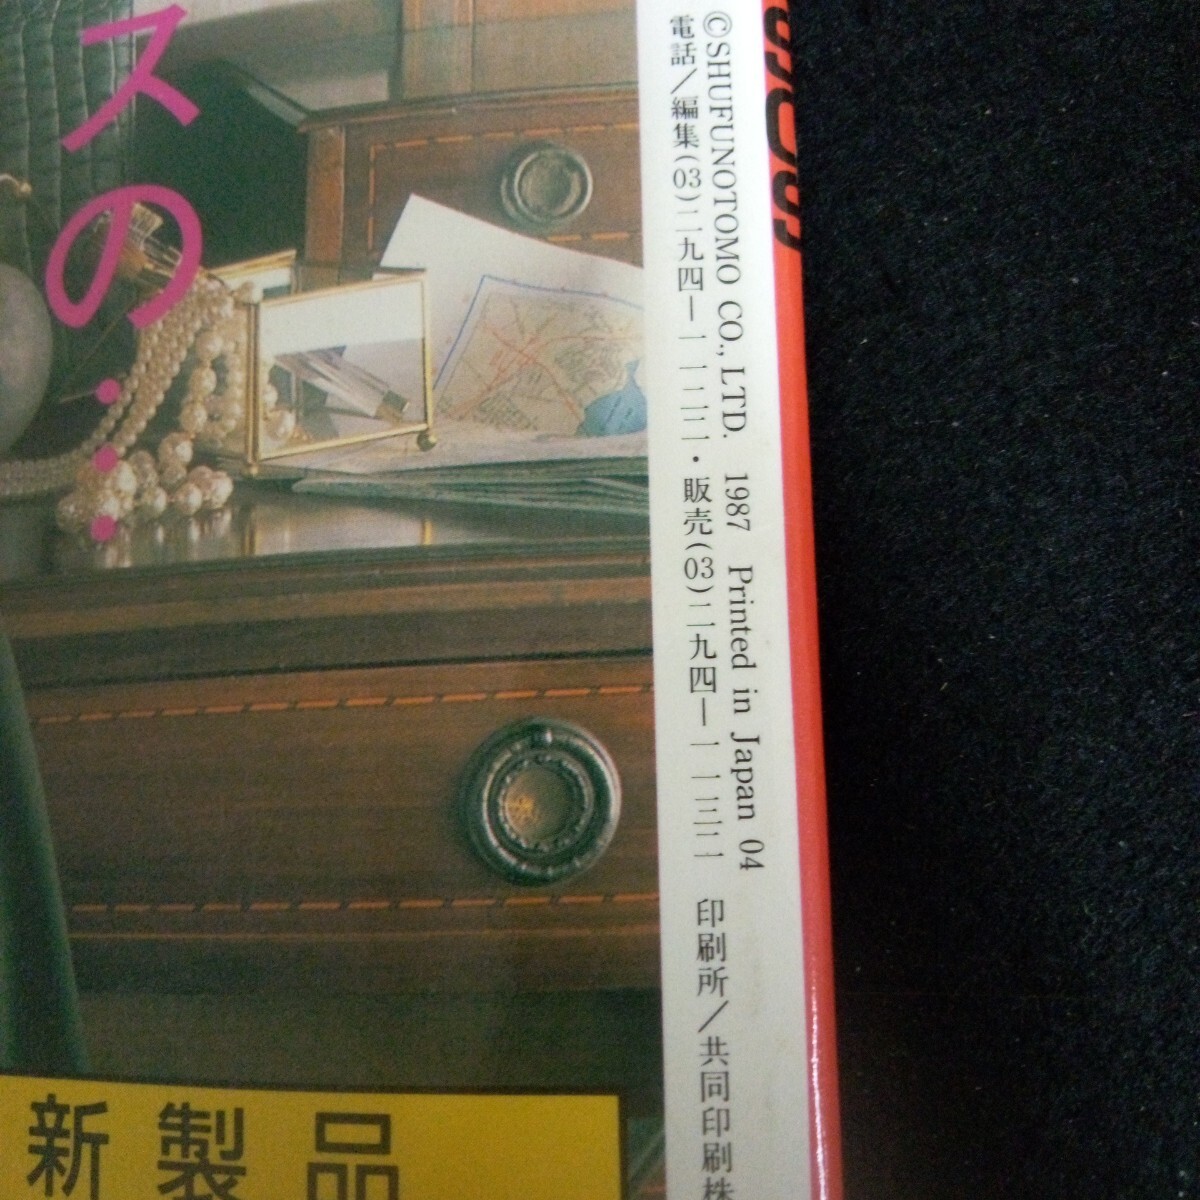 ©SHUFUNOTOMO CO., LTD. 1987 Printed in Japan 04
電話／編集(03)二九四—一一二一・販売(03)二九四—一一三二 印刷所／共同印刷株
スの・・・
新製品